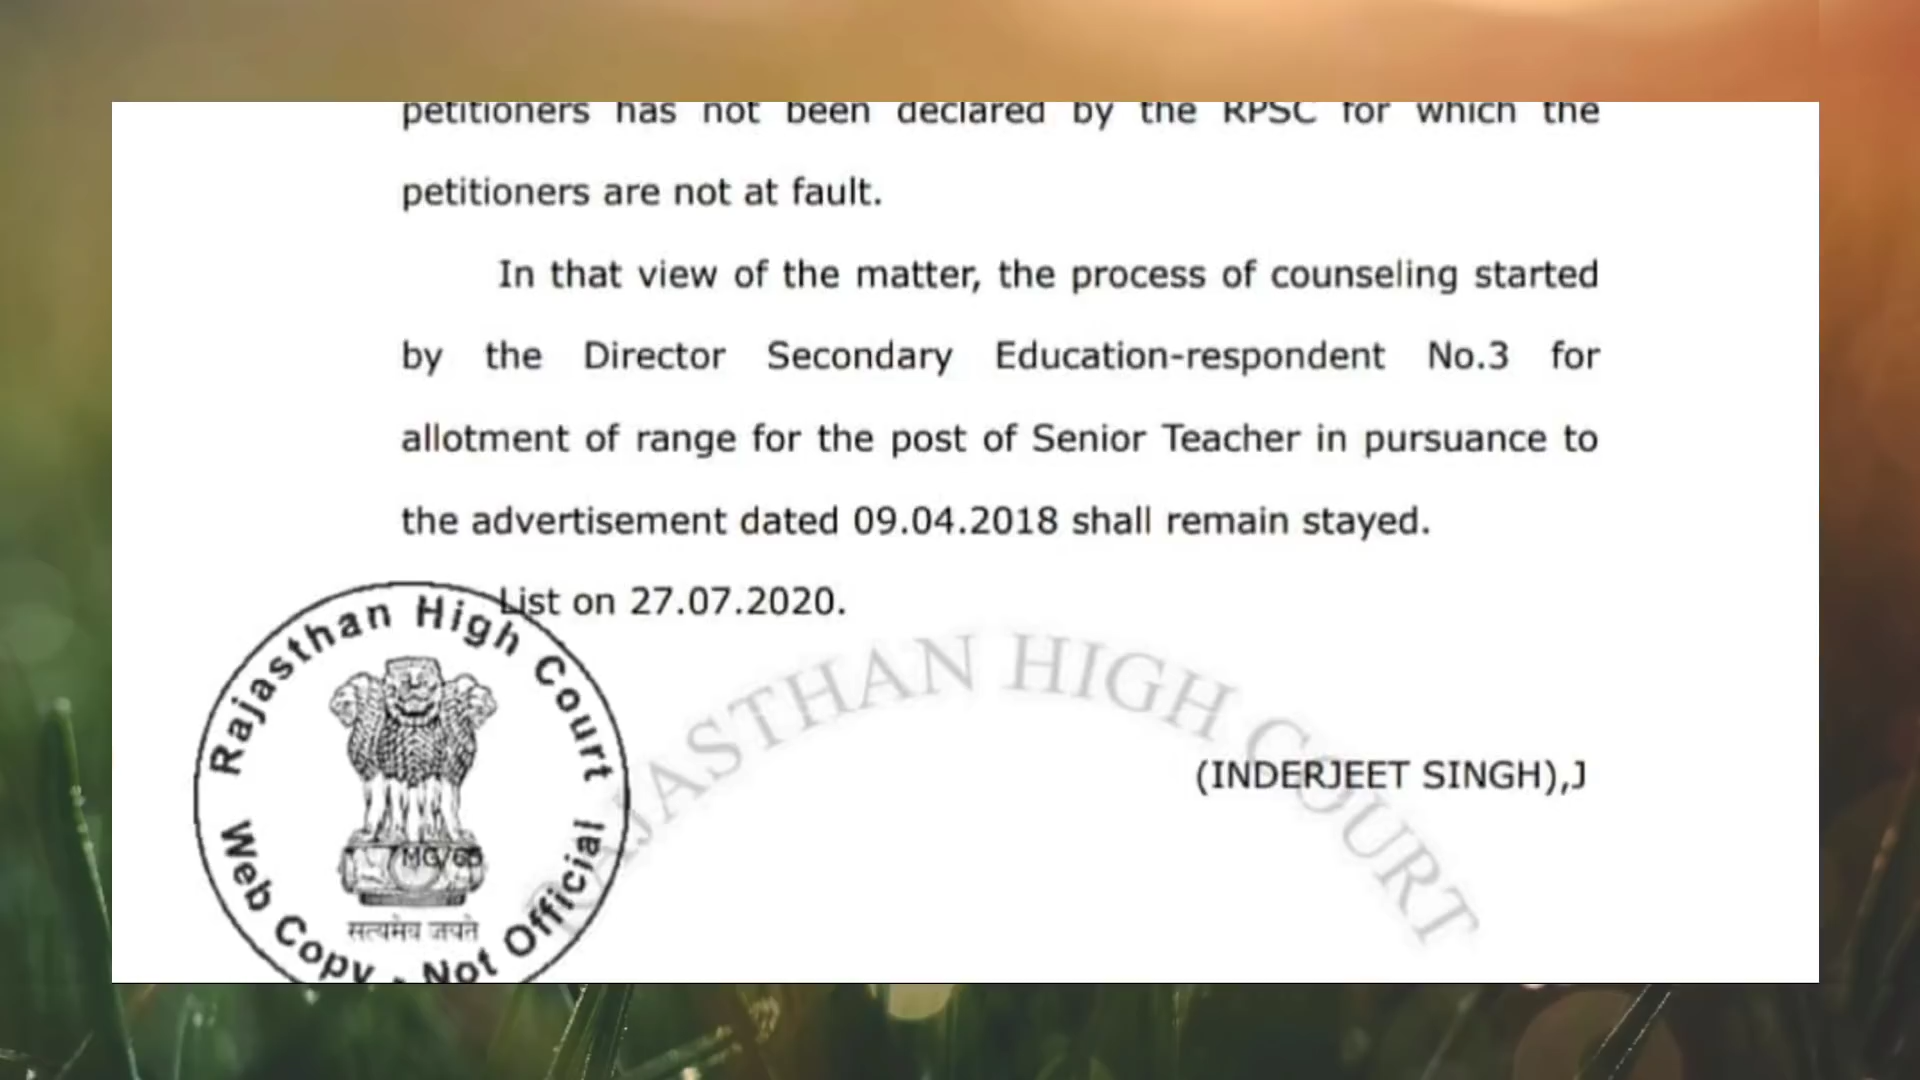 petitioners has not been declared by the RPSC for which the
petitioners are not at fault.
In that view of the matter, the process of counseling started
by the Director Secondary Education-respondent No.3 for
allotment of range for the post of Senior Teacher in pursuance to
the advertisement dated 09.04.2018 shall remain stayed.
List on 27.07.2020.
(INDERJEET SINGH),J
MG/65
Rajasthan High Court
Web Copy - Not Official
सत्यमेव जयते
RAJASTHAN HIGH COURT